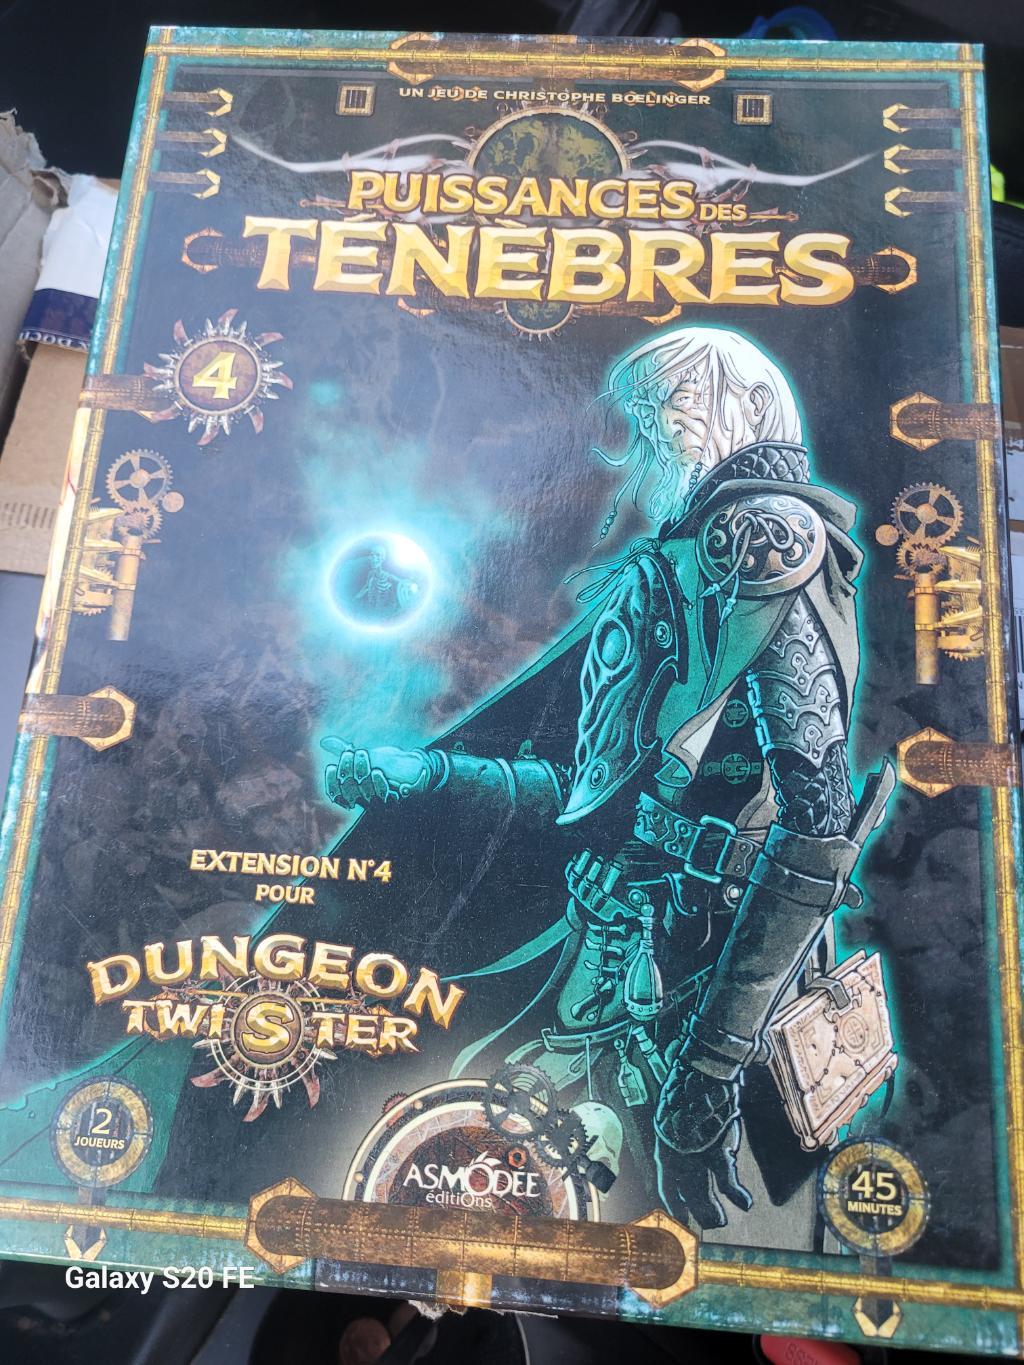 UN JEU DE CHRISTOPHE BOELINGER
PUISSANCES DES
TÉNÈBRES
4
EXTENSION N°4
POUR
DUNGEON
TWISTER
2
JOUEURS
ASMODÉE
éditiOns
45
MINUTES
Galaxy S20 FE